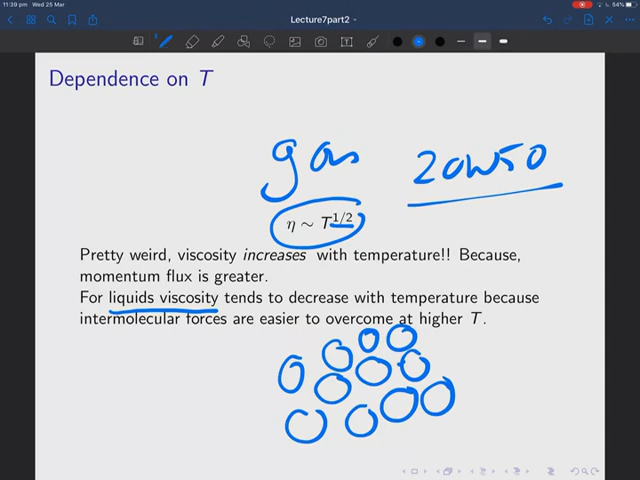 11:39 pm Wed 25 Mar
54%
Lecture7part2
Dependence on T
gas
20W50
η ~ T^1/2
Pretty weird, viscosity increases with temperature!! Because,
momentum flux is greater.
For liquids viscosity tends to decrease with temperature because
intermolecular forces are easier to overcome at higher T.